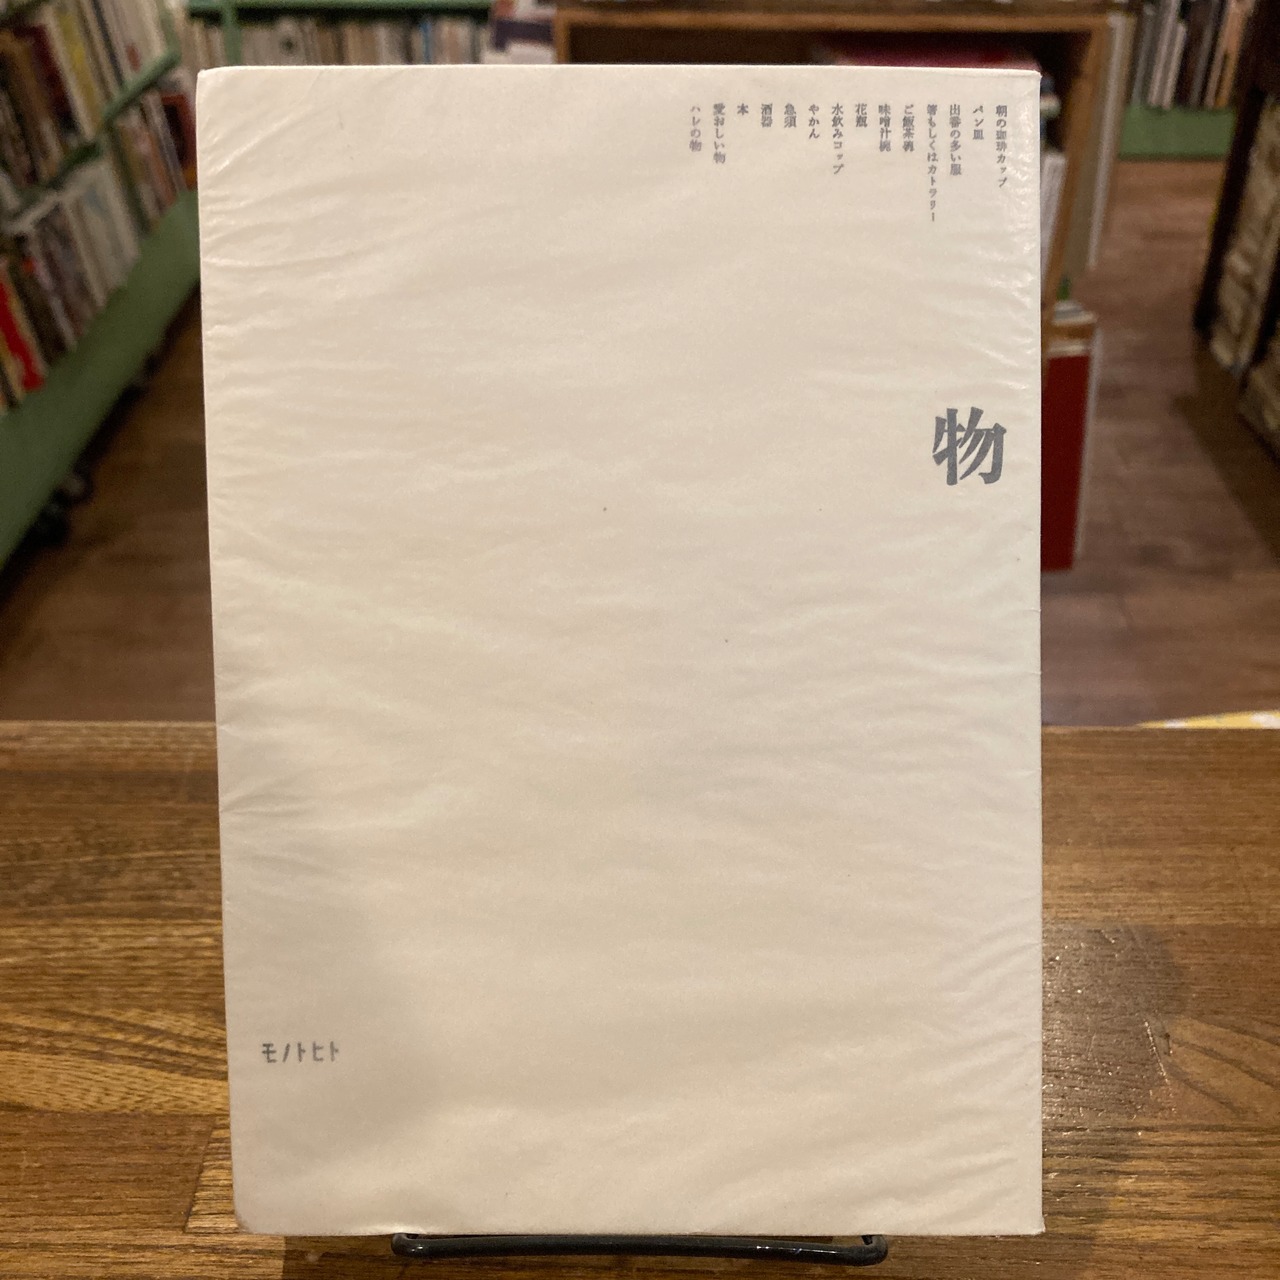 朝の珈琲カップ
パン皿
出番の多い服
箸もしくはカトラリー
ご飯茶碗
味噌汁椀
花瓶
水飲みコップ
やかん
急須
酒器
本
愛おしい物
ハレの物
物
モノトヒト